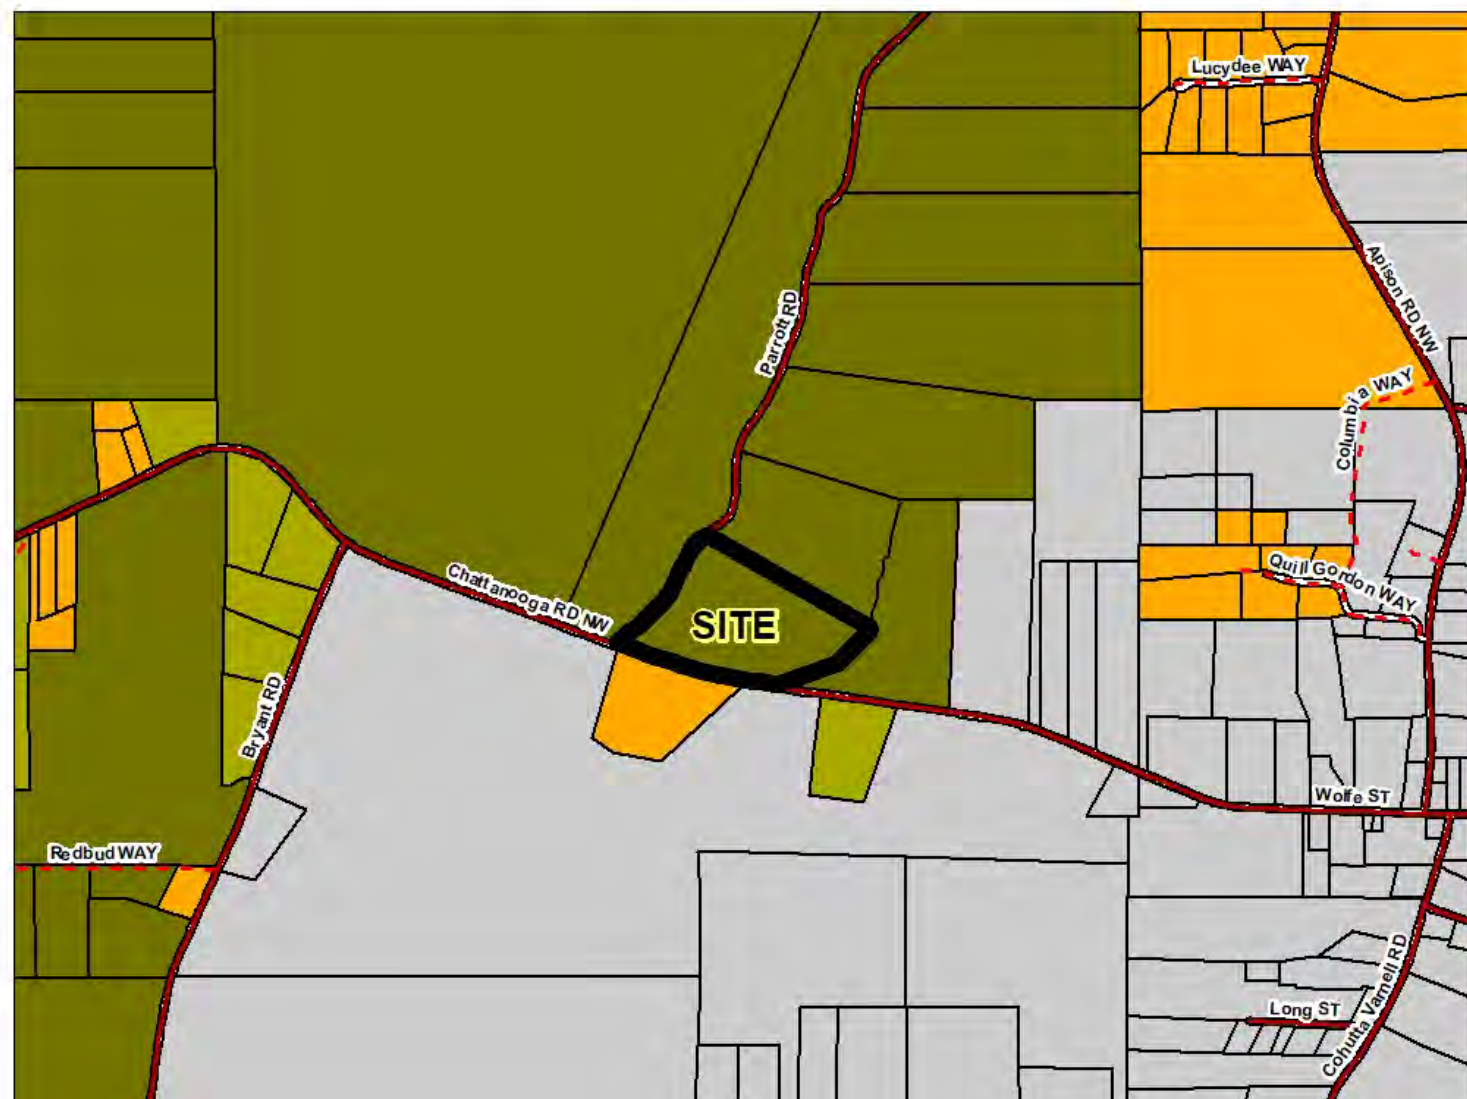 Lucydee WAY
Apison RD NW
Parrott RD
Columbia WAY
Quill Gordon WAY
Chattanooga RD NW
SITE
Bryant RD
Wolfe ST
Redbud WAY
Long ST
Cohutta Varnell RD